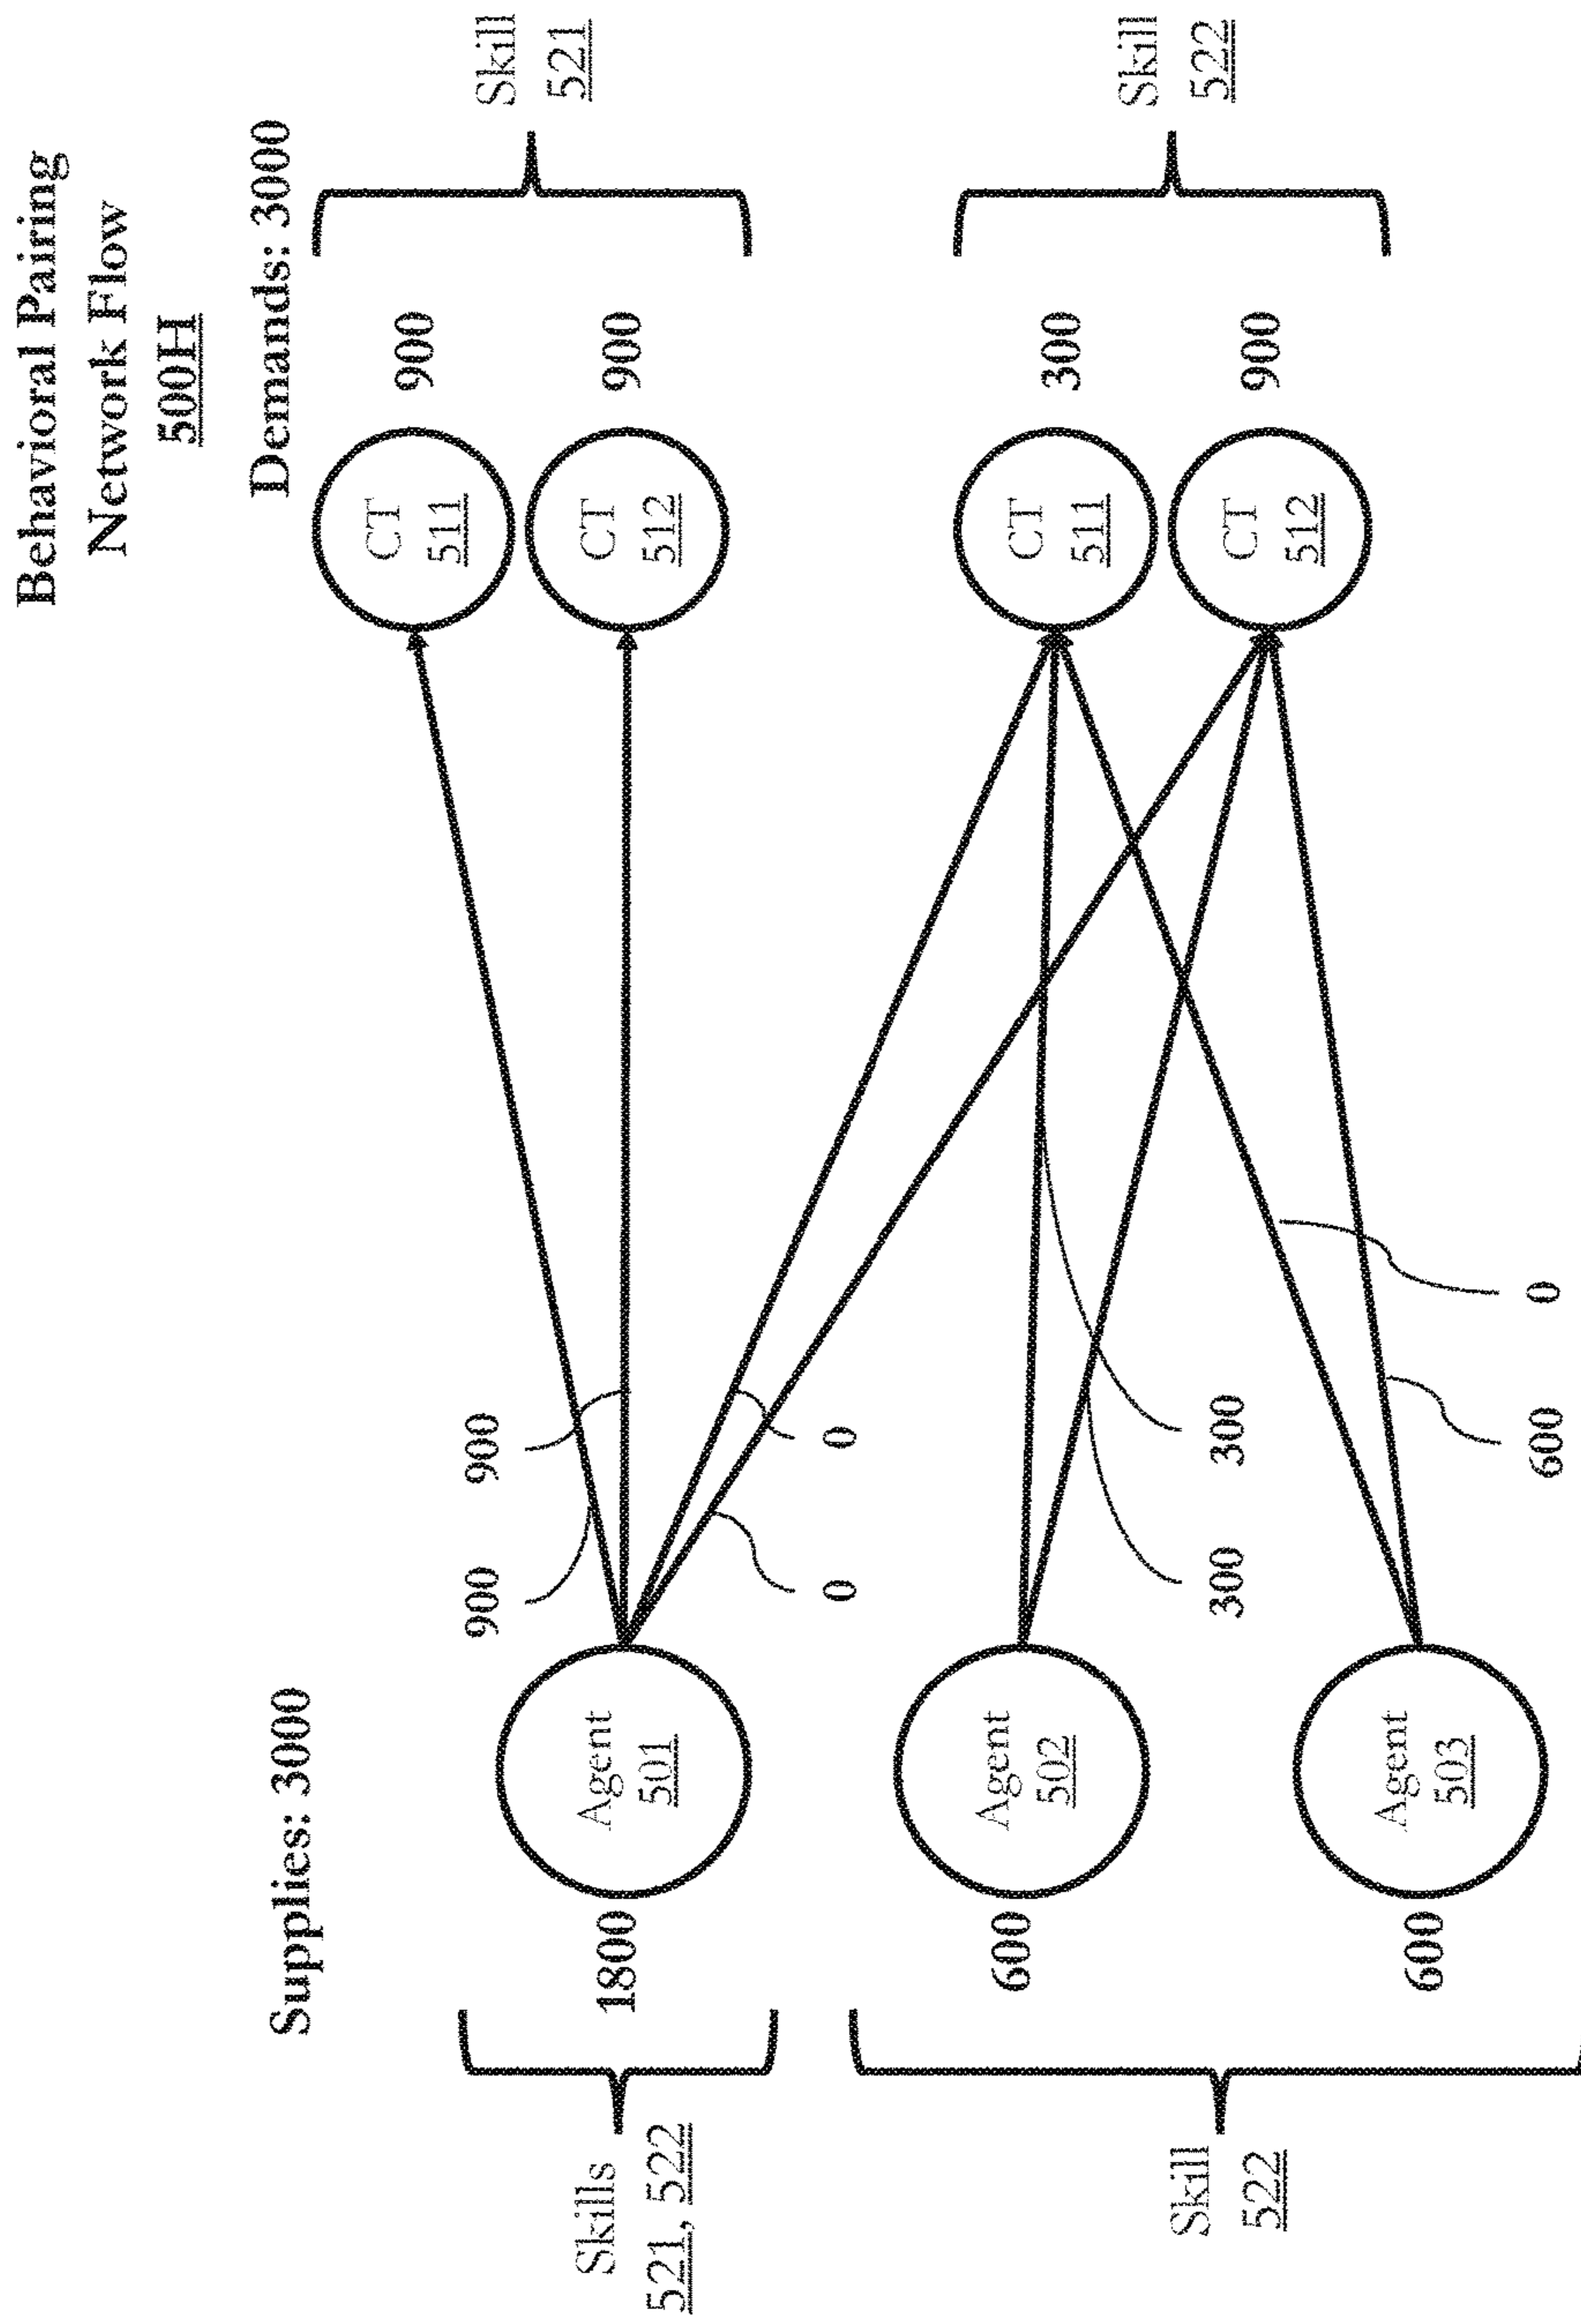 Behavioral Pairing
Network Flow
500H
Supplies: 3000
Demands: 3000
Skills
521, 522
1800
Agent
501
900
900
0
0
CT
511
900
CT
512
900
Skill
521
Skill
522
600
Agent
502
300
300
600
Agent
503
600
0
CT
511
300
CT
512
900
Skill
522